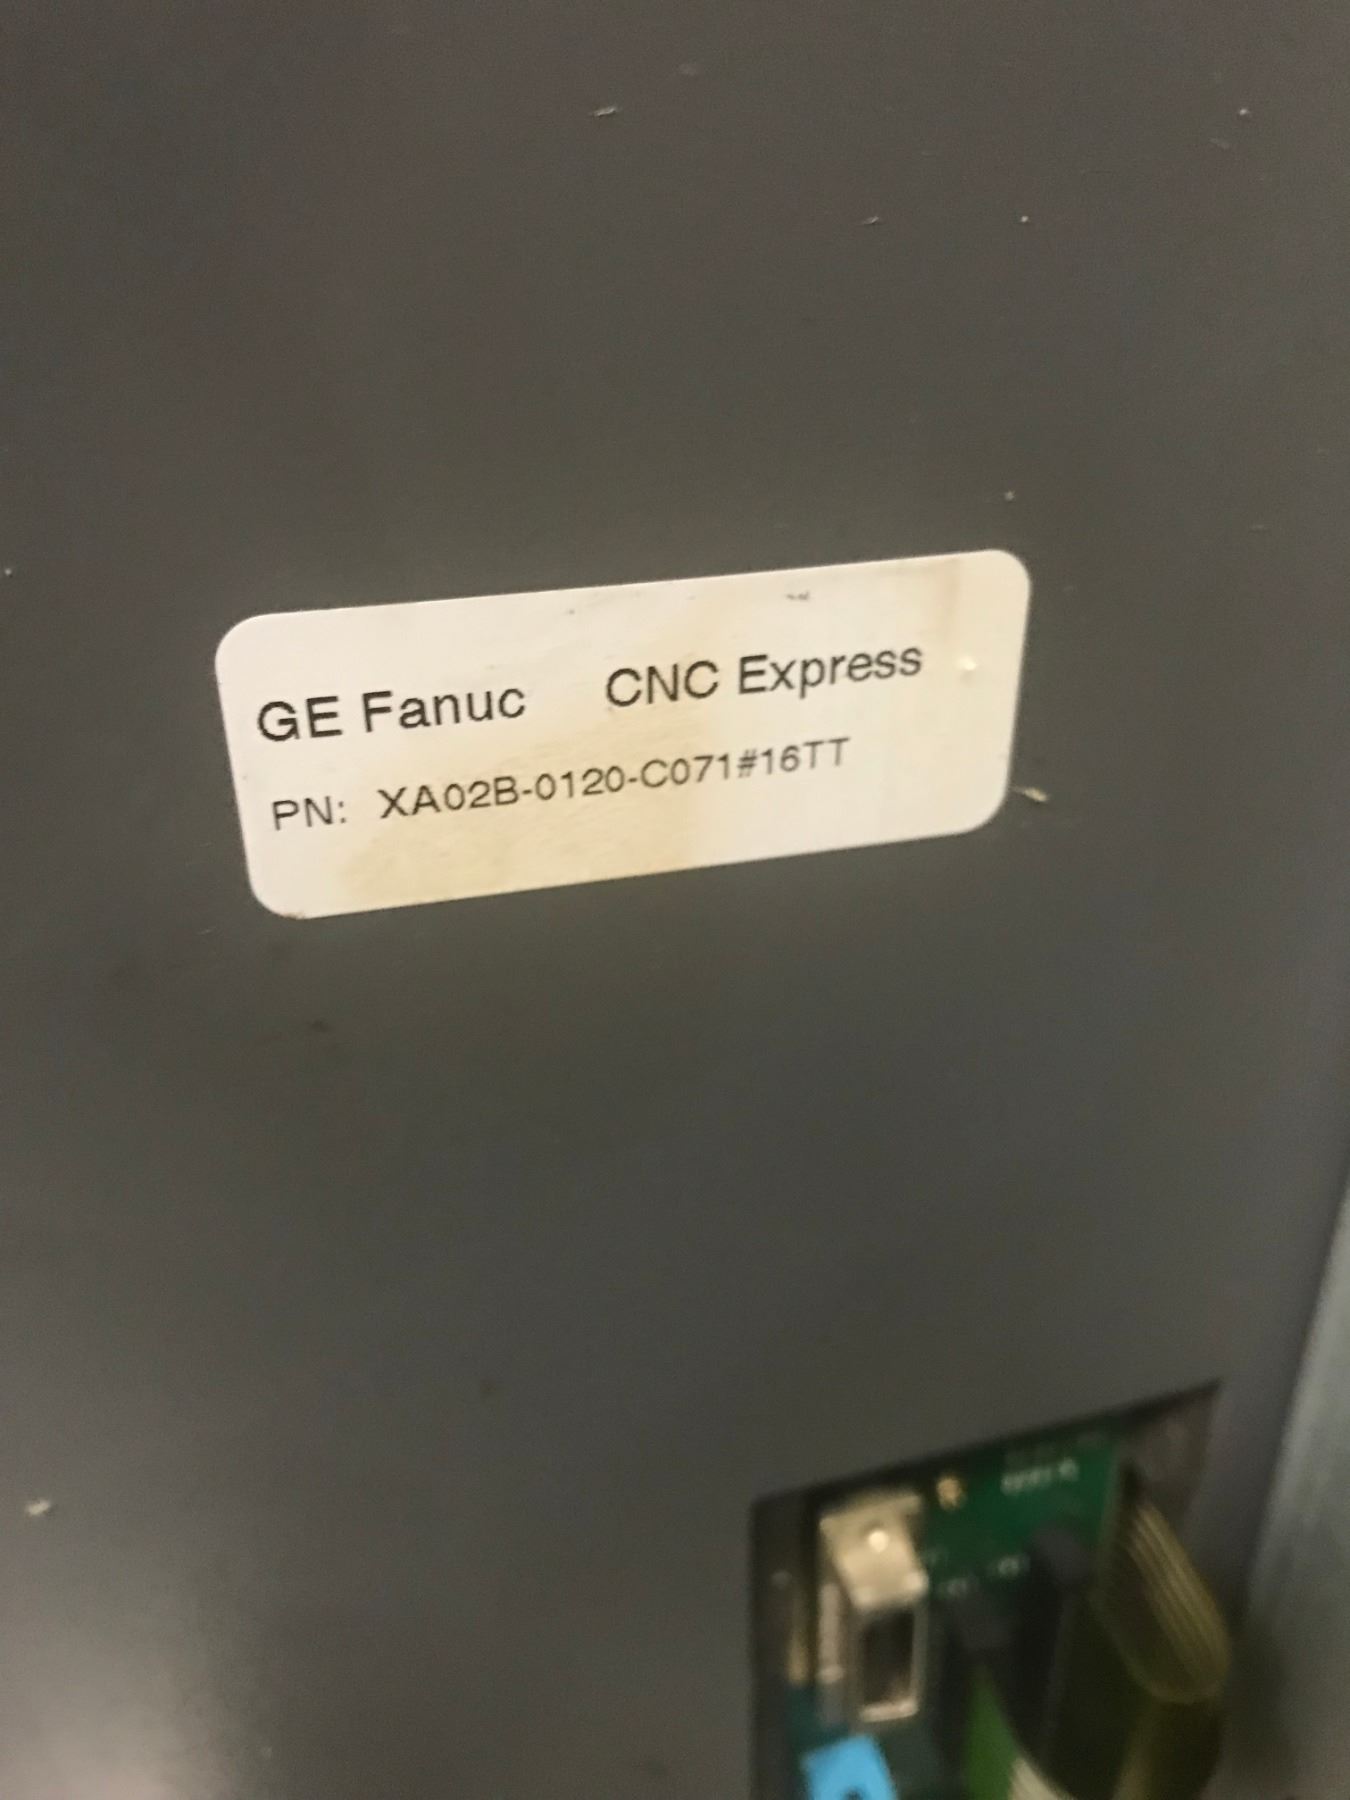 GE Fanuc CNC Express
PN: XA02B-0120-C071#16TT